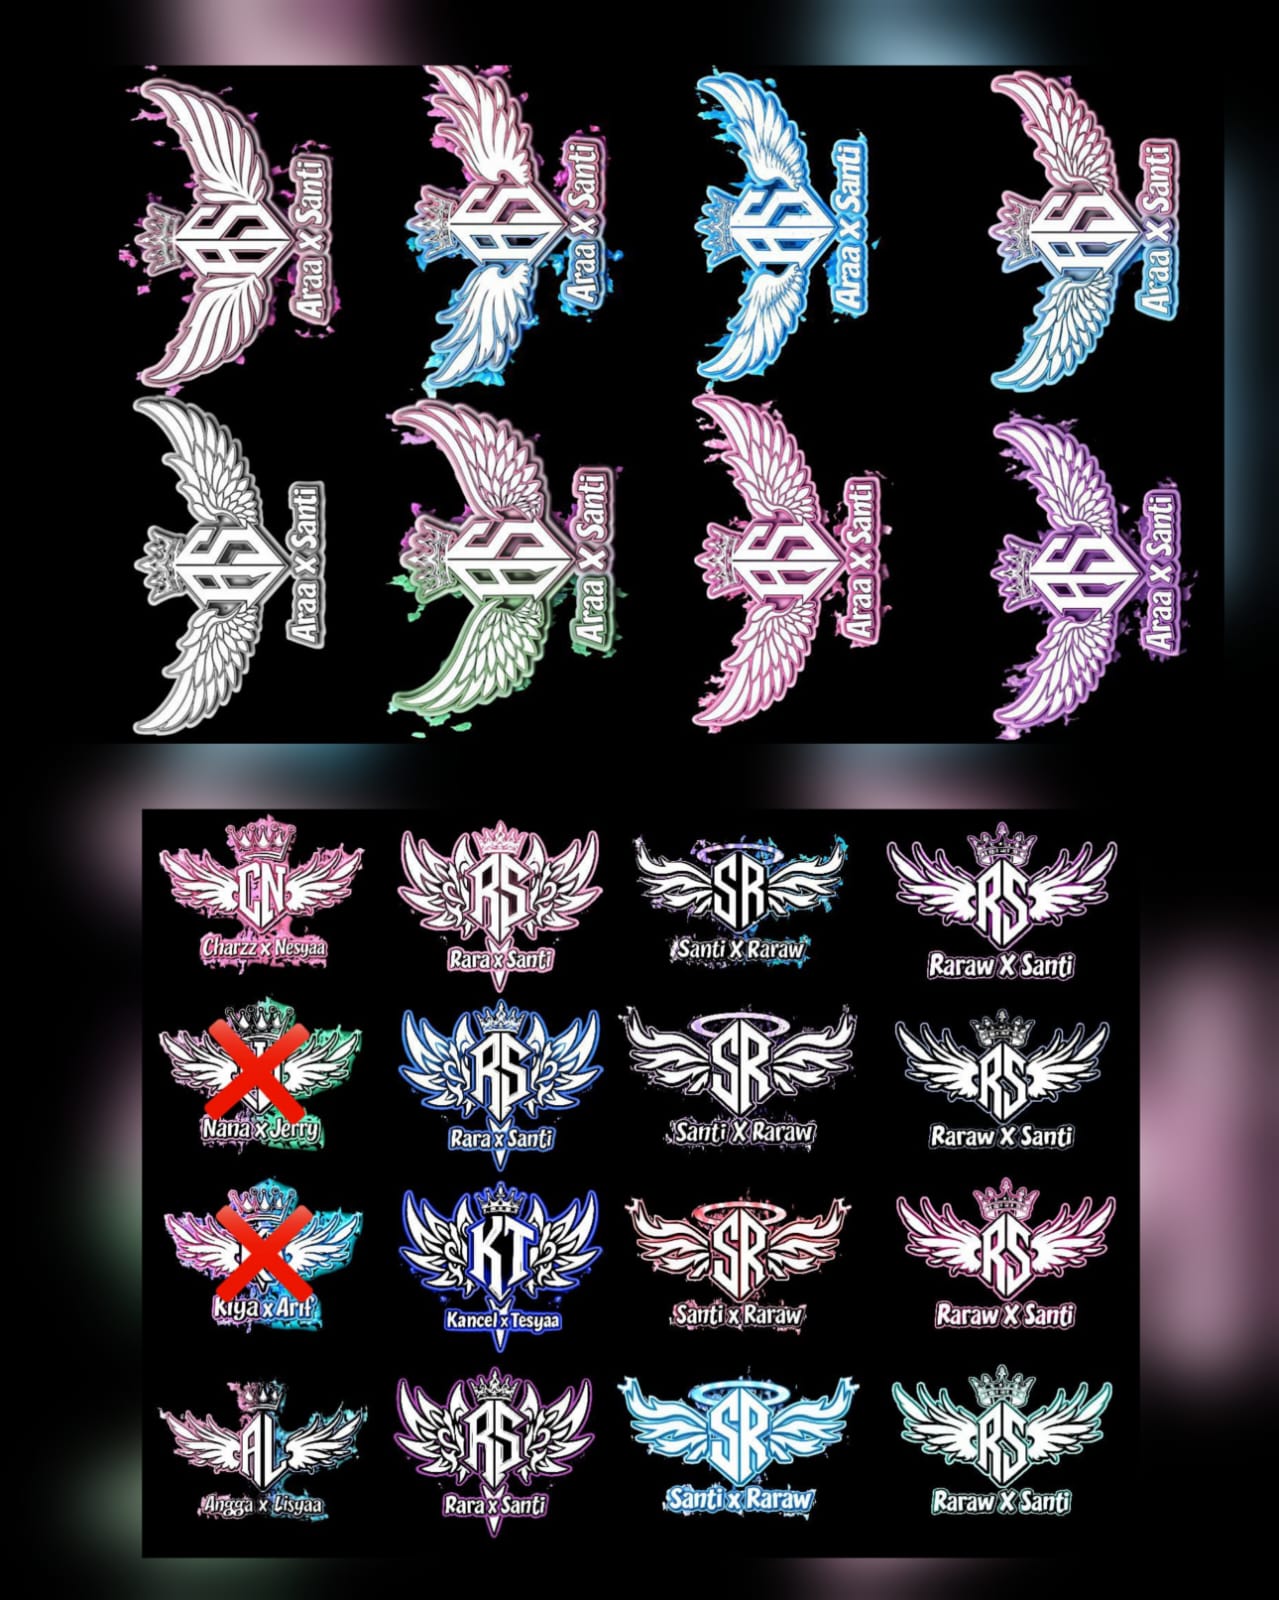 AS
Araa X Santi
AS
Araa X Santi
AS
Araa X Santi
AS
Araa X Santi
AS
Araa X Santi
AS
Araa X Santi
AS
Araa X Santi
AS
Araa X Santi
CN
Charzz x Nesyaa
RS
Rara x Santi
SR
Santi X Raraw
RS
Raraw X Santi
Nana x Jerry
RS
Rara x Santi
SR
Santi X Raraw
RS
Raraw X Santi
Kiya x Arif
KT
Kancel x Tesyaa
SR
Santi x Raraw
RS
Raraw X Santi
AL
Angga x Lisyaa
RS
Rara x Santi
SR
Santi x Raraw
RS
Raraw X Santi